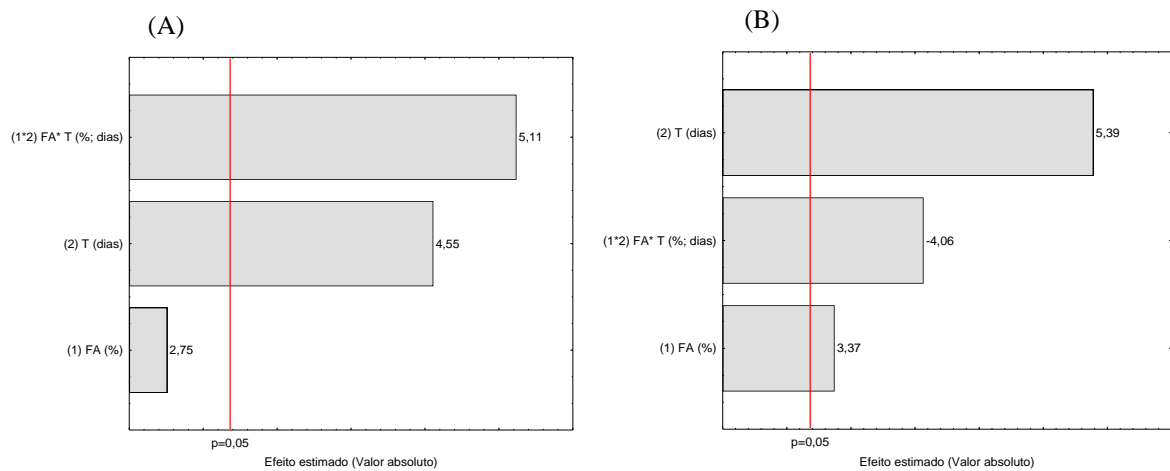 (A)
(1*2) FA* T (%; dias)
5,11
(2) T (dias)
4,55
(1) FA (%)
2,75
p=0,05
Efeito estimado (Valor absoluto)
(B)
(2) T (dias)
5,39
(1*2) FA* T (%; dias)
-4,06
(1) FA (%)
3,37
p=0,05
Efeito estimado (Valor absoluto)